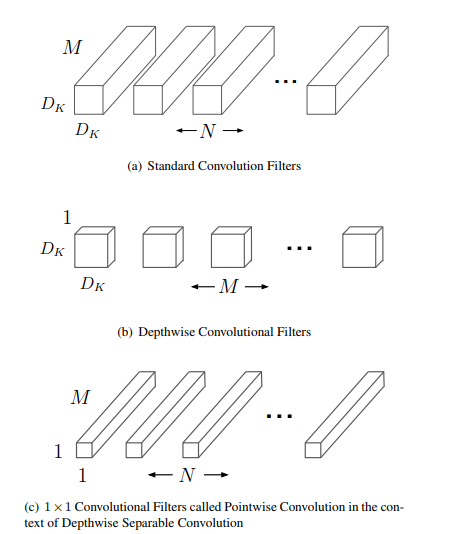 M
D_K
D_K
N
...
(a) Standard Convolution Filters
1
D_K
D_K
M
...
(b) Depthwise Convolutional Filters
M
1
1
N
...
(c) 1 × 1 Convolutional Filters called Pointwise Convolution in the con-
text of Depthwise Separable Convolution